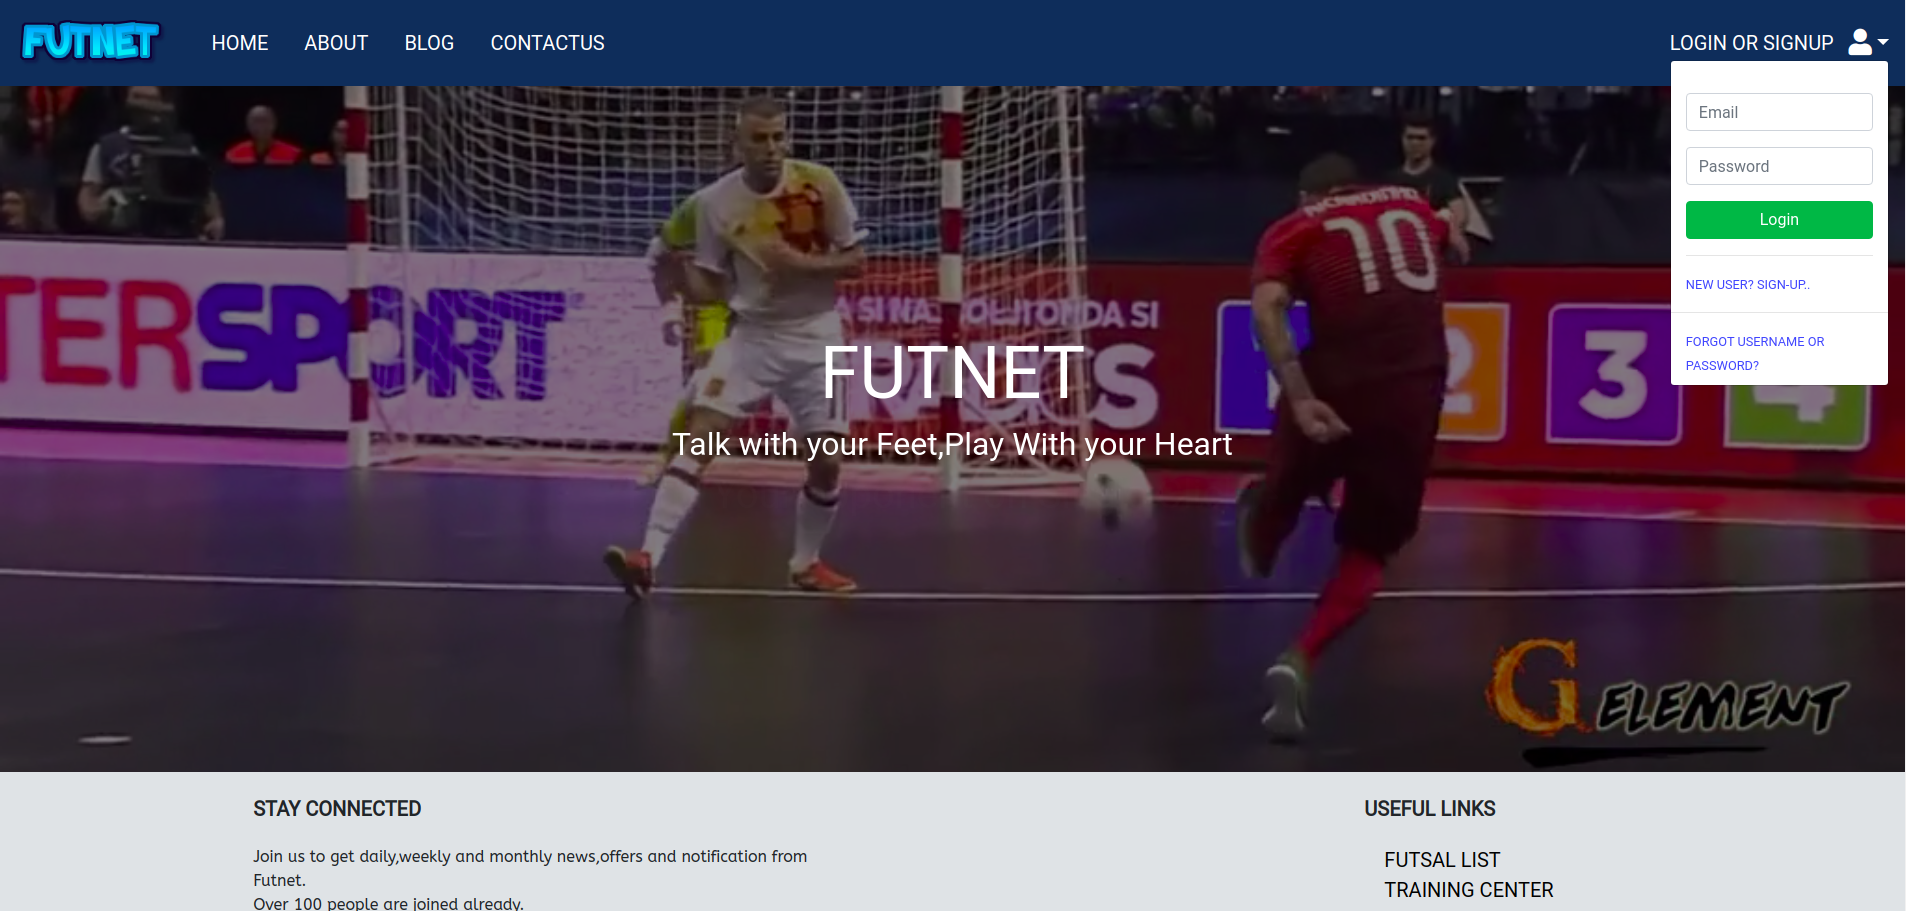 FUTNET
HOME
ABOUT
BLOG
CONTACTUS
LOGIN OR SIGNUP
Email
Password
Login
NEW USER? SIGN-UP..
FORGOT USERNAME OR
PASSWORD?
TERSPORT
10
1
2
3
4
FUTNET
Talk with your Feet,Play With your Heart
G ELEMENT
STAY CONNECTED
Join us to get daily,weekly and monthly news,offers and notification from
Futnet.
Over 100 people are joined already.
USEFUL LINKS
FUTSAL LIST
TRAINING CENTER